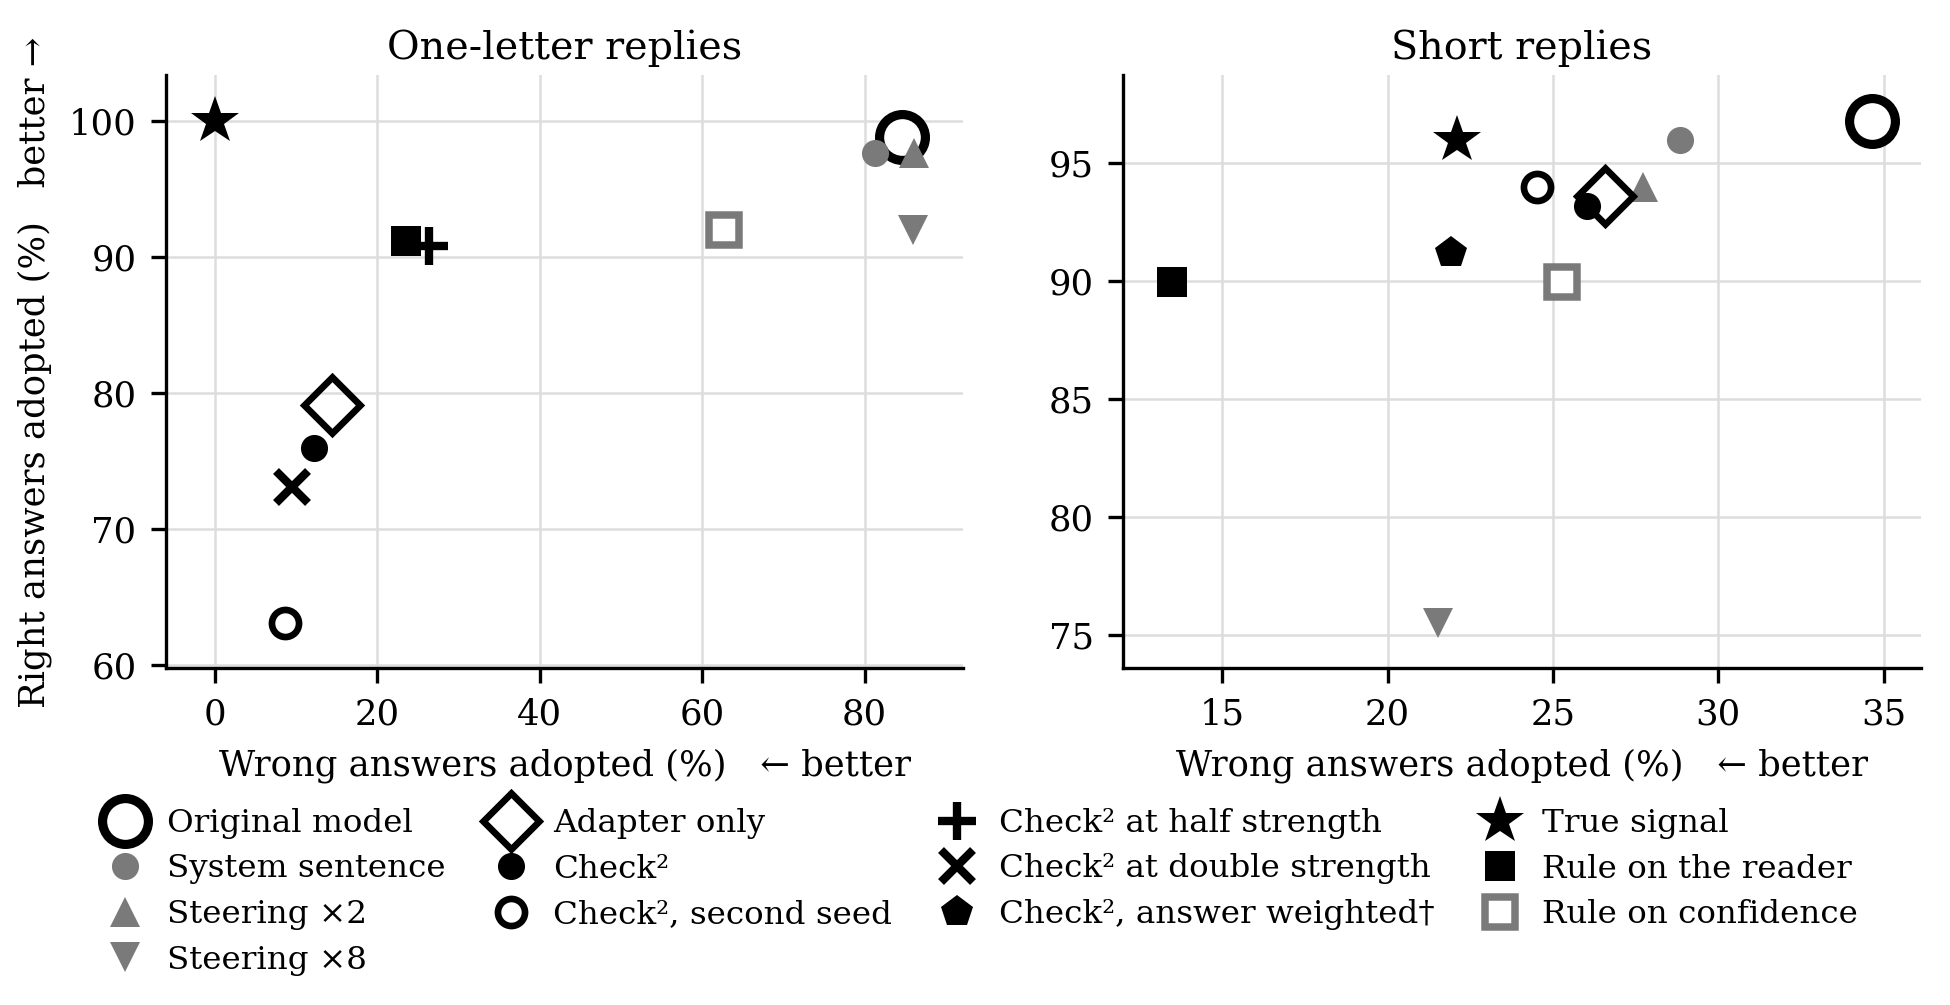 One-letter replies
Short replies
Right answers adopted (%)   better →
100
90
80
70
60
0
20
40
60
80
Wrong answers adopted (%)   ← better
95
90
85
80
75
15
20
25
30
35
Wrong answers adopted (%)   ← better
Original model
System sentence
Steering ×2
Steering ×8
Adapter only
Check²
Check², second seed
Check² at half strength
Check² at double strength
Check², answer weighted†
True signal
Rule on the reader
Rule on confidence